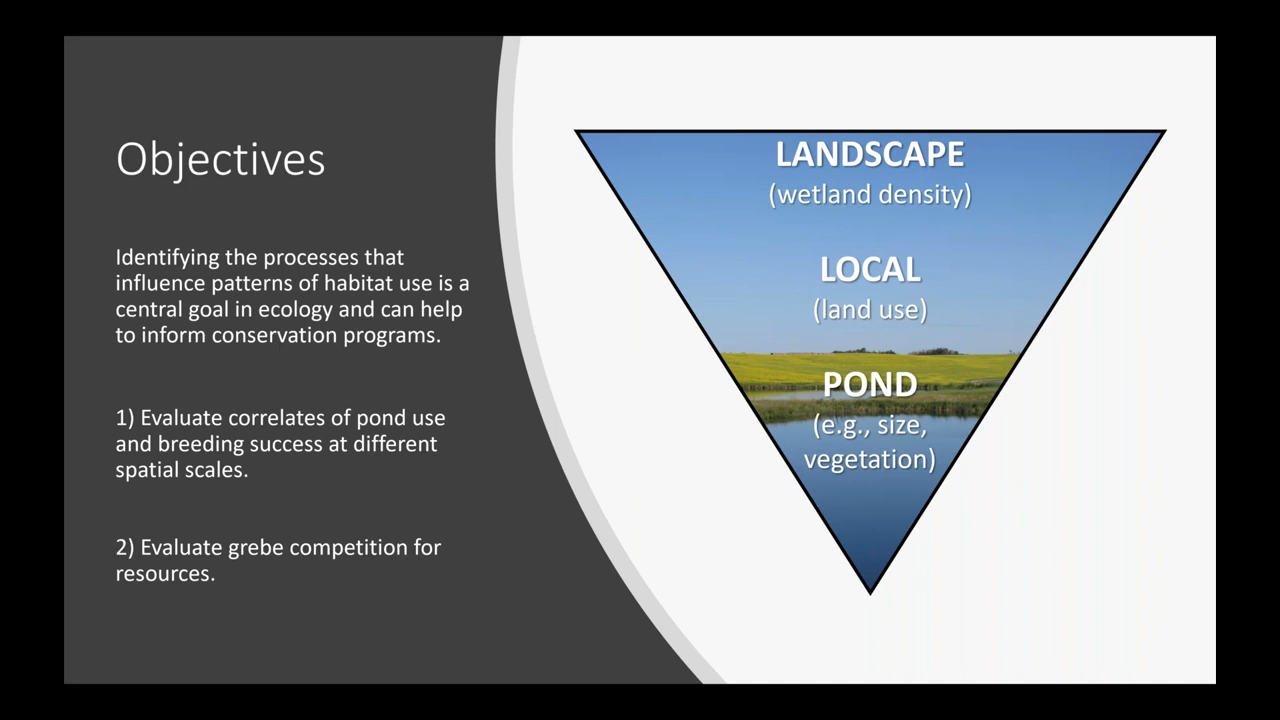 Objectives
Identifying the processes that
influence patterns of habitat use is a
central goal in ecology and can help
to inform conservation programs.
1) Evaluate correlates of pond use
and breeding success at different
spatial scales.
2) Evaluate grebe competition for
resources.
LANDSCAPE
(wetland density)
LOCAL
(land use)
POND
(e.g., size,
vegetation)